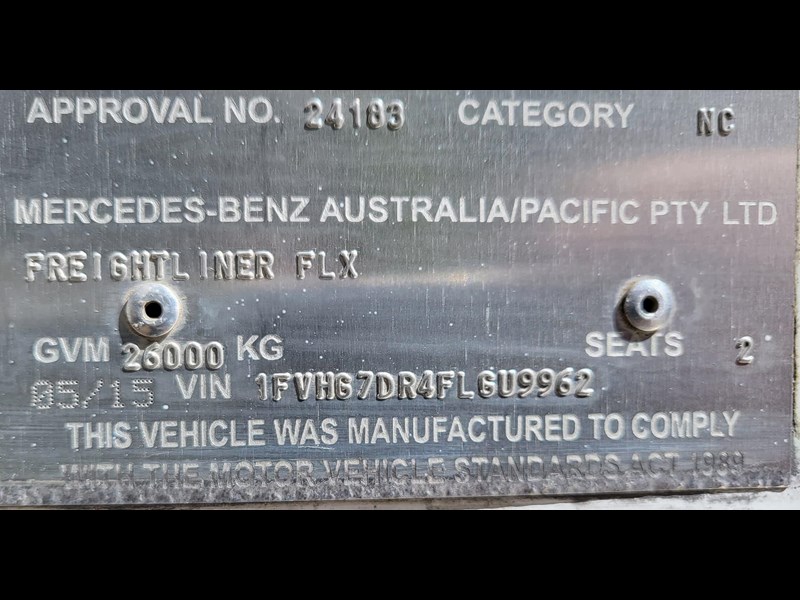 APPROVAL NO. 24183 CATEGORY NC
MERCEDES-BENZ AUSTRALIA/PACIFIC PTY LTD
FREIGHTLINER FLX
GVM 26000 KG SEATS 2
05/15 VIN 1FVHG7DR4FLGU9962
THIS VEHICLE WAS MANUFACTURED TO COMPLY
WITH THE MOTOR VEHICLE STANDARDS ACT 1989